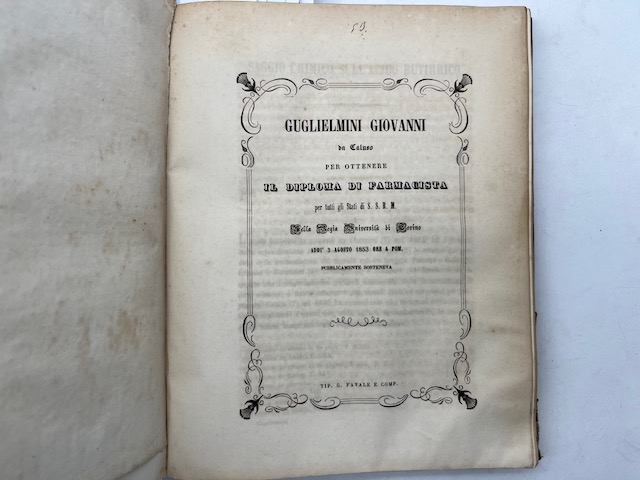 59.
GUGLIELMINI GIOVANNI
da Caluso
PER OTTENERE
IL DIPLOMA DI FARMACISTA
per tutti gli Stati di S. S. R. M.
Nella Regia Università di Torino
ADDI' 3 AGOSTO 1853 ORE 4 POM.
PUBBLICAMENTE SOSTENEVA
TIP. G. FAVALE E COMP.